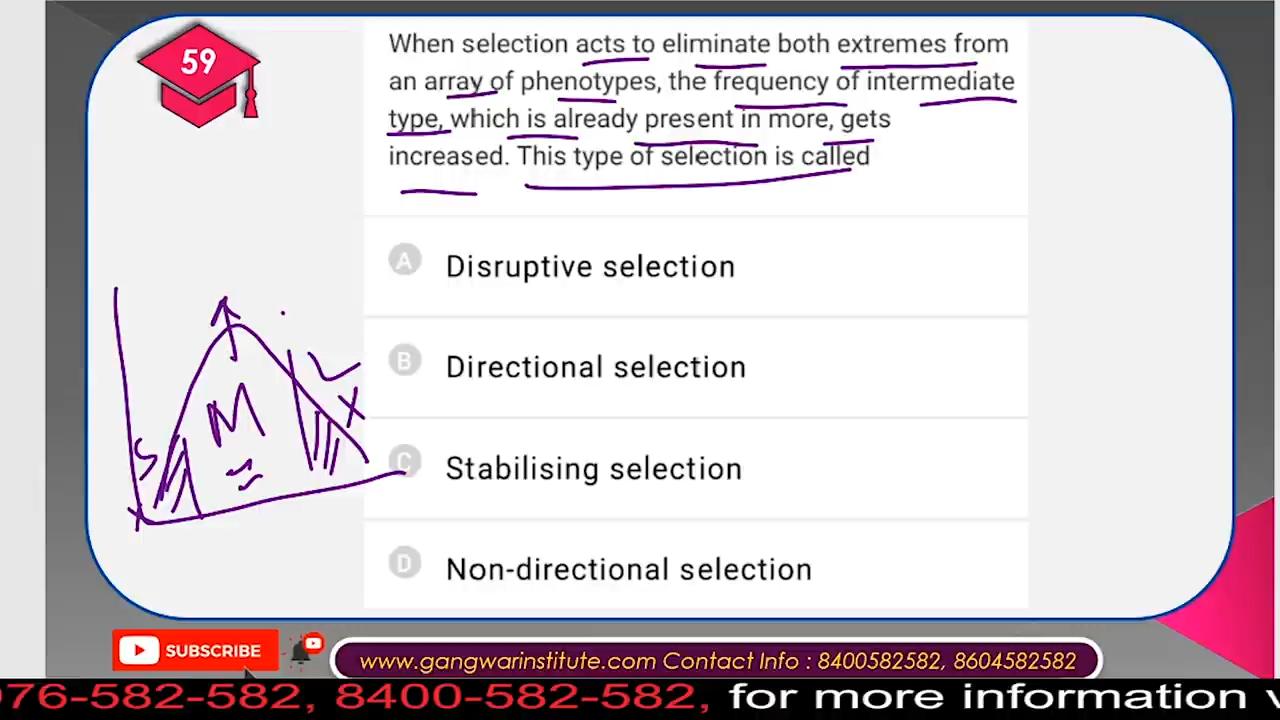 59
When selection acts to eliminate both extremes from
an array of phenotypes, the frequency of intermediate
type, which is already present in more, gets
increased. This type of selection is called
A Disruptive selection
B Directional selection
C Stabilising selection
D Non-directional selection
S
M
L
X
SUBSCRIBE
www.gangwarinstitute.com Contact Info : 8400582582, 8604582582
976-582-582, 8400-582-582, for more information